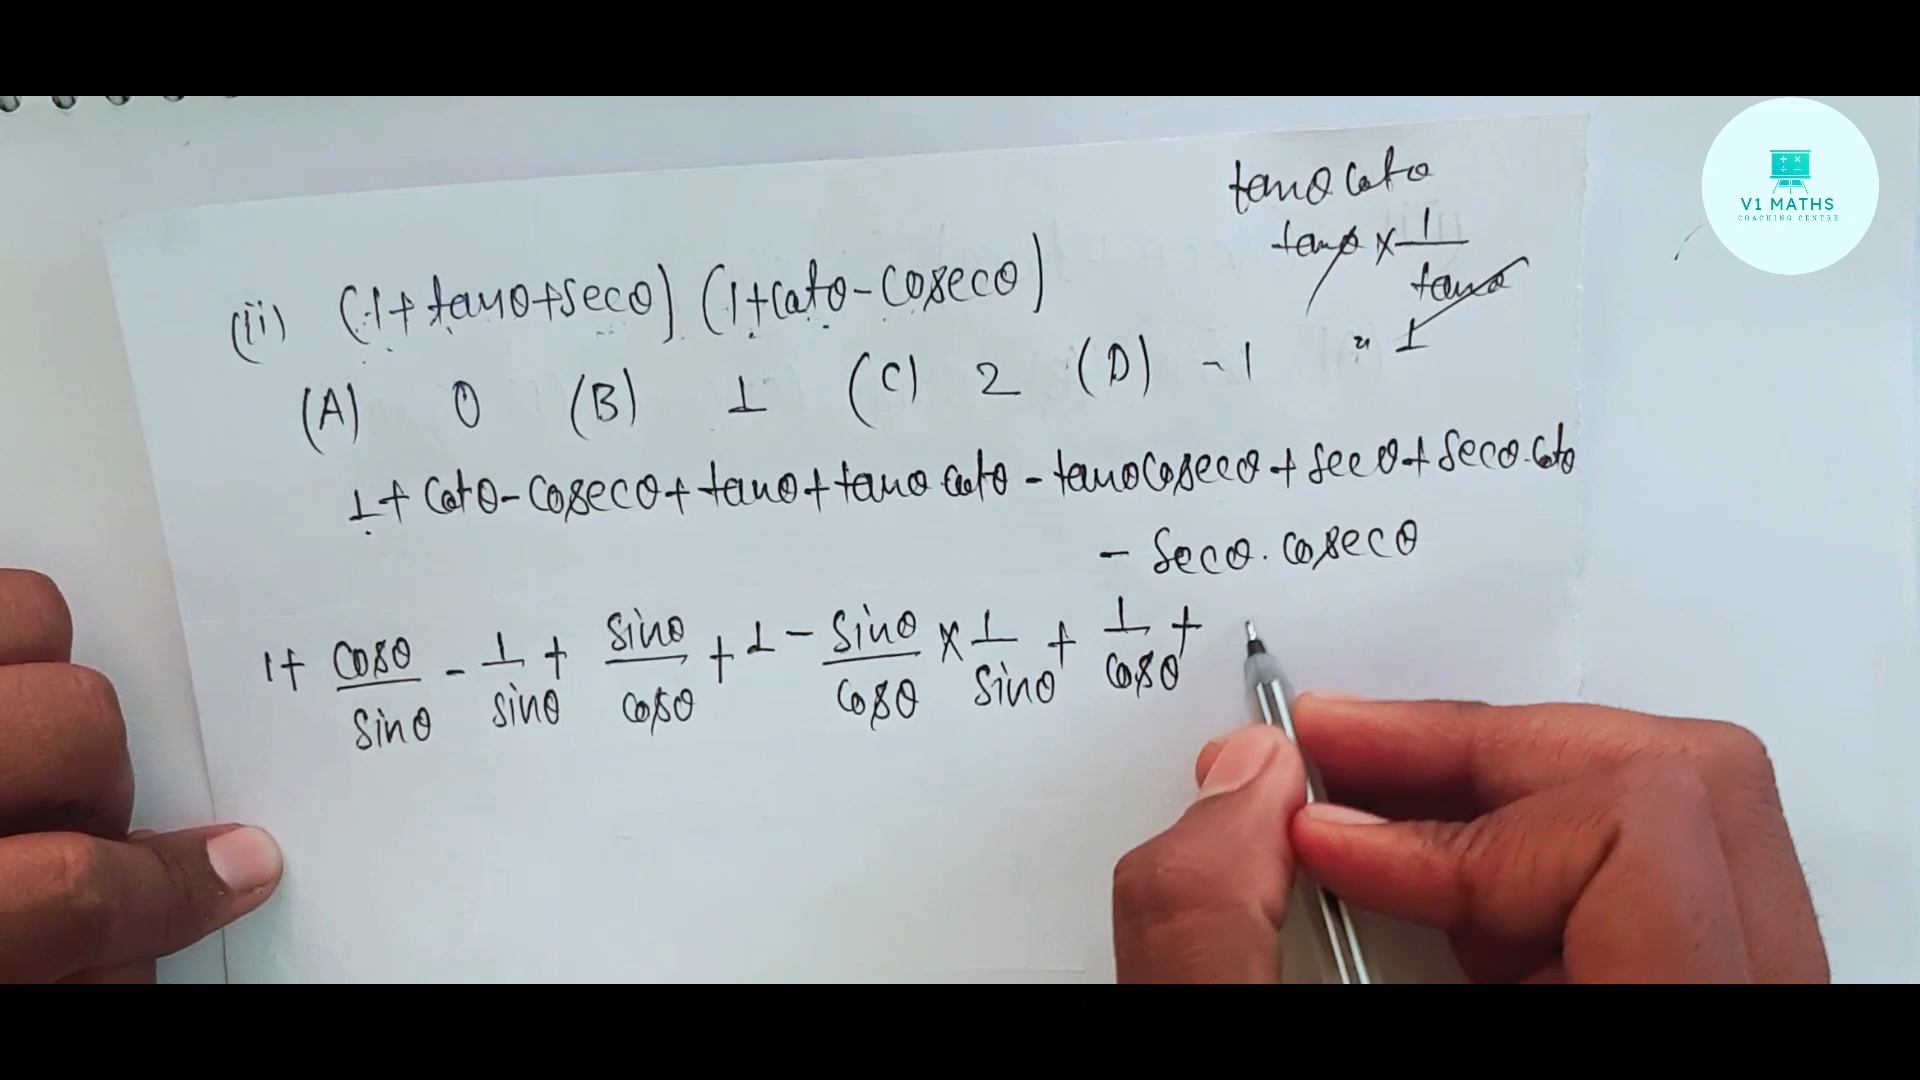 tanθ cotθ
tanθ × 1/tanθ
= 1
(ii) (1+tanθ+secθ) (1+cotθ-cosecθ)
(A) 0 (B) 1 (C) 2 (D) -1
1+cotθ-cosecθ+tanθ+tanθ cotθ-tanθcosecθ+secθ+secθ.cotθ
- secθ.cosecθ
1+ cosθ/sinθ - 1/sinθ + sinθ/cosθ +1- sinθ/cosθ × 1/sinθ + 1/cosθ +
V1 MATHS
COACHING CENTRE